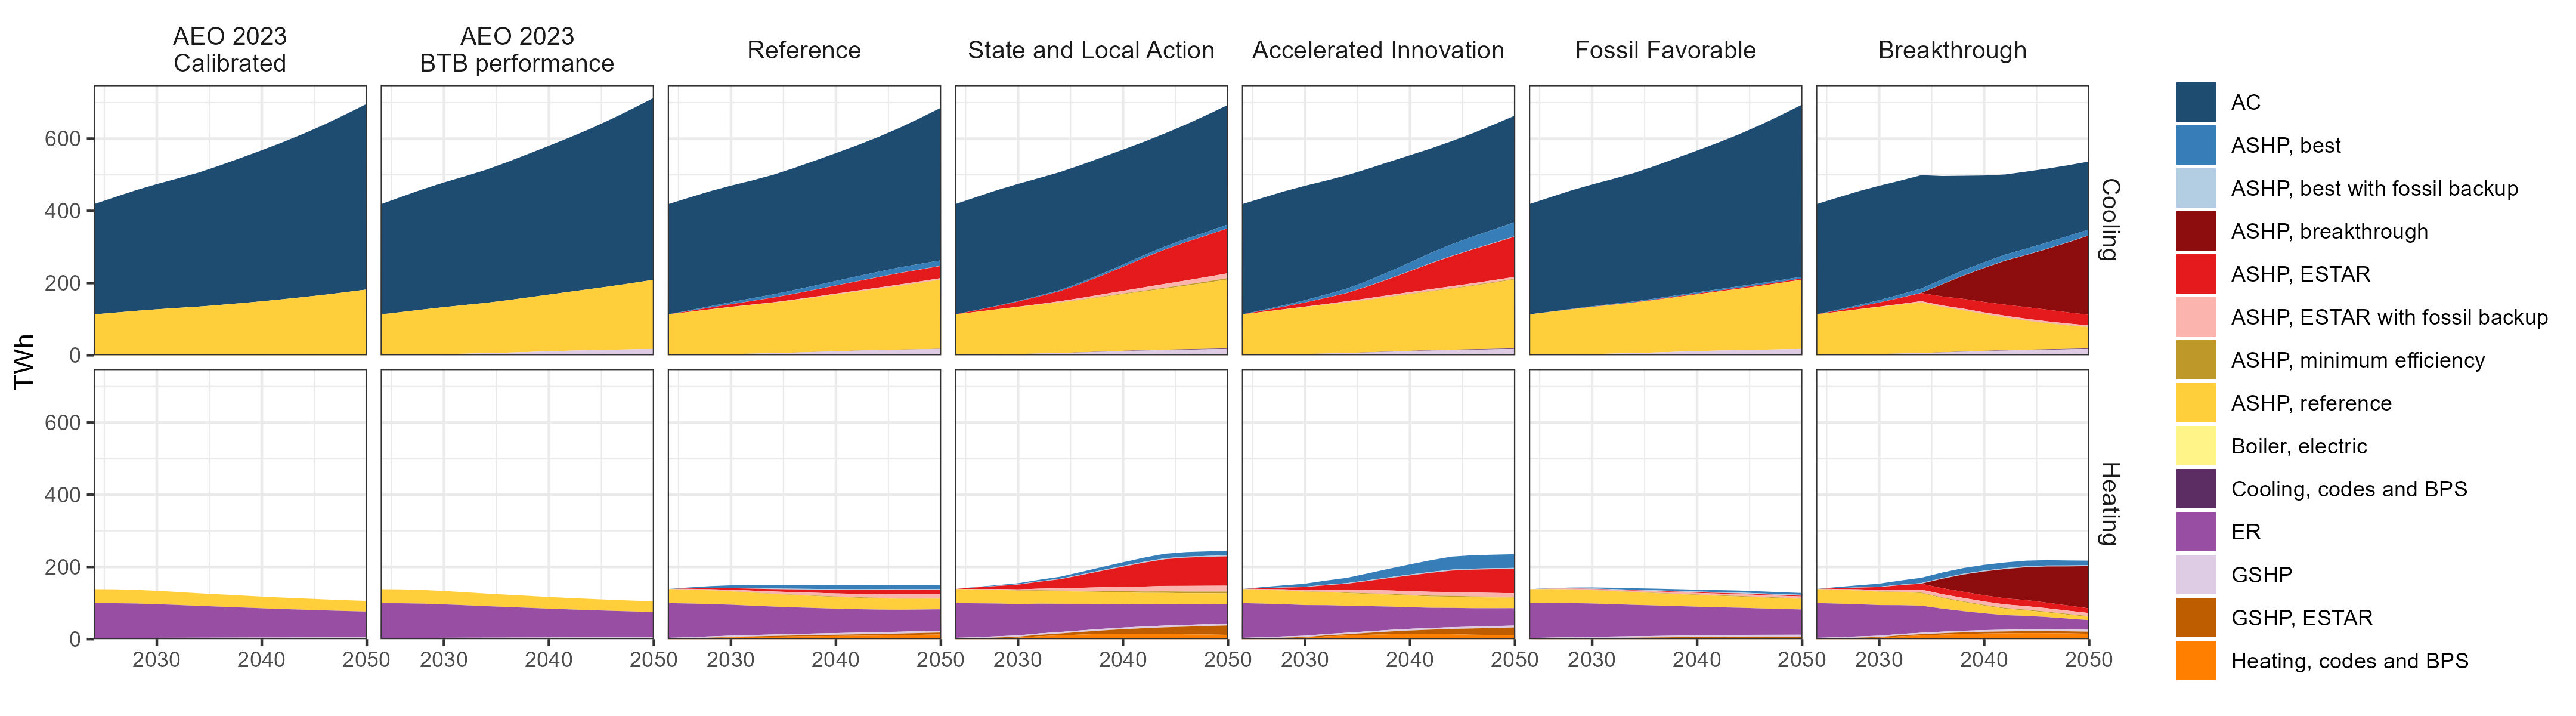 AEO 2023
Calibrated
AEO 2023
BTB performance
Reference
State and Local Action
Accelerated Innovation
Fossil Favorable
Breakthrough
TWh
600
400
200
0
Cooling
600
400
200
0
Heating
2030 2040 2050 2030 2040 2050 2030 2040 2050 2030 2040 2050 2030 2040 2050 2030 2040 2050 2030 2040 2050
AC
ASHP, best
ASHP, best with fossil backup
ASHP, breakthrough
ASHP, ESTAR
ASHP, ESTAR with fossil backup
ASHP, minimum efficiency
ASHP, reference
Boiler, electric
Cooling, codes and BPS
ER
GSHP
GSHP, ESTAR
Heating, codes and BPS